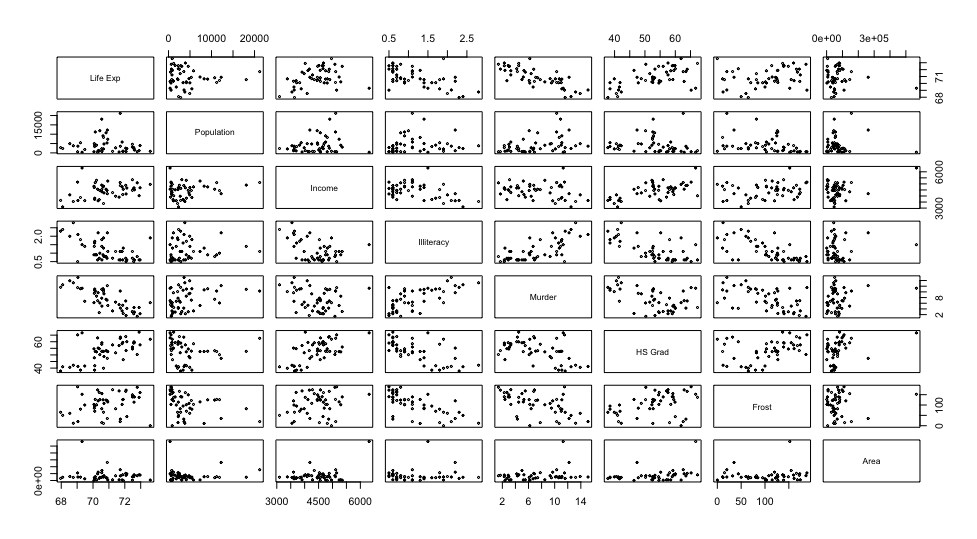 0 10000 20000 0.5 1.5 2.5 40 60 0e+00 3e+05
Life Exp 68 71
0 15000 Population
Income 3000 6000
0.5 2.0 Illiteracy
Murder 2 8
40 60 HS Grad
Frost 0 100
0e+00 Area
68 70 72 3000 4500 6000 2 6 10 14 0 50 100